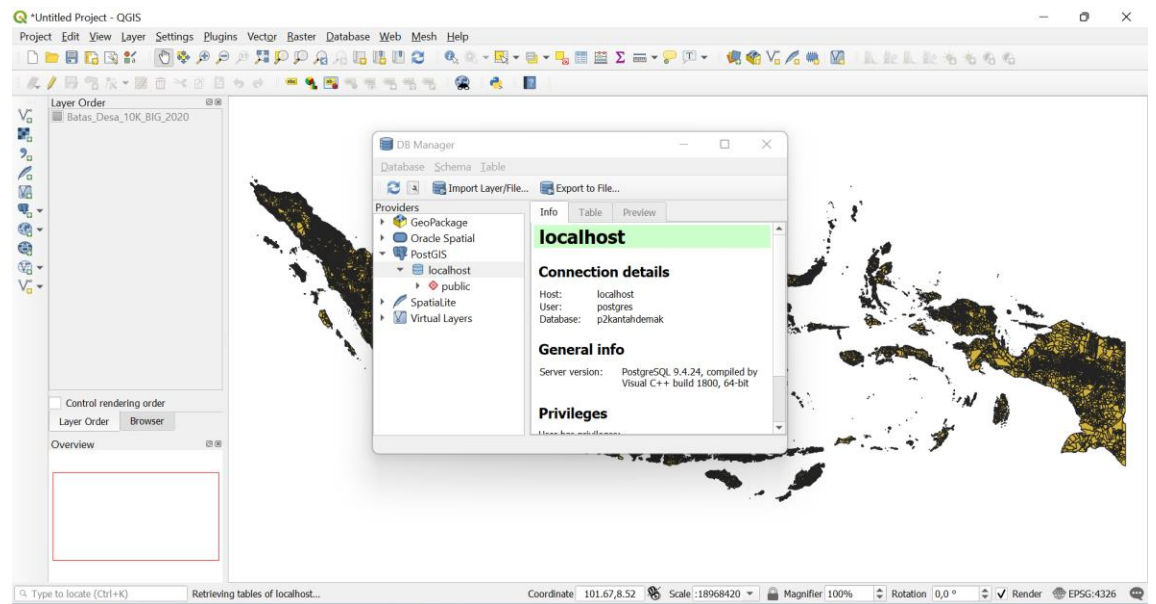 *Untitled Project - QGIS
Project Edit View Layer Settings Plugins Vector Raster Database Web Mesh Help
Layer Order
Batas_Desa_10K_BIG_2020
Control rendering order
Layer Order Browser
Overview
DB Manager
Database Schema Table
Import Layer/File... Export to File...
Providers
GeoPackage
Oracle Spatial
PostGIS
localhost
public
SpatiaLite
Virtual Layers
Info Table Preview
localhost
Connection details
Host: localhost
User: postgres
Database: p2kantahdemak
General info
Server version: PostgreSQL 9.4.24, compiled by
Visual C++ build 1800, 64-bit
Privileges
User has privileges:
Type to locate (Ctrl+K) Retrieving tables of localhost... Coordinate 101.67,8.52 Scale :18968420 Magnifier 100% Rotation 0,0 ° Render EPSG:4326